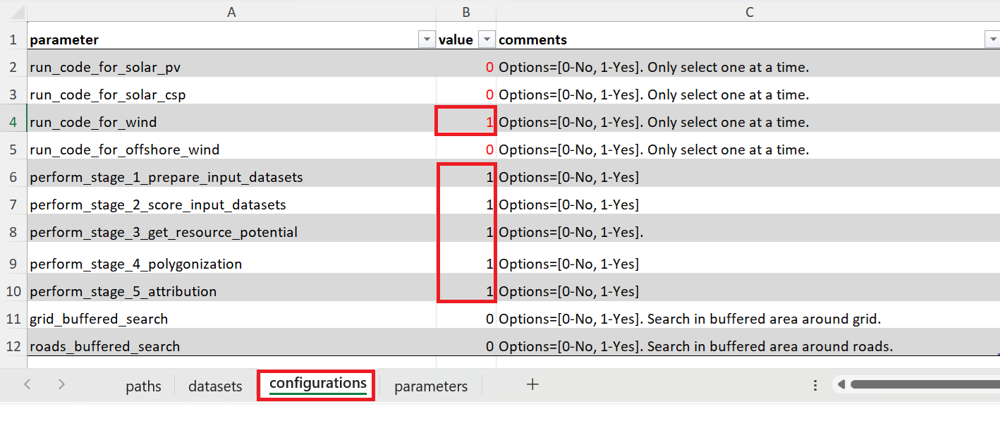 A B C
1 parameter value comments
2 run_code_for_solar_pv 0 Options=[0-No, 1-Yes]. Only select one at a time.
3 run_code_for_solar_csp 0 Options=[0-No, 1-Yes]. Only select one at a time.
4 run_code_for_wind 1 Options=[0-No, 1-Yes]. Only select one at a time.
5 run_code_for_offshore_wind 0 Options=[0-No, 1-Yes]. Only select one at a time.
6 perform_stage_1_prepare_input_datasets 1 Options=[0-No, 1-Yes]
7 perform_stage_2_score_input_datasets 1 Options=[0-No, 1-Yes]
8 perform_stage_3_get_resource_potential 1 Options=[0-No, 1-Yes].
9 perform_stage_4_polygonization 1 Options=[0-No, 1-Yes]
10 perform_stage_5_attribution 1 Options=[0-No, 1-Yes]
11 grid_buffered_search 0 Options=[0-No, 1-Yes]. Search in buffered area around grid.
12 roads_buffered_search 0 Options=[0-No, 1-Yes]. Search in buffered area around roads.
paths datasets configurations parameters